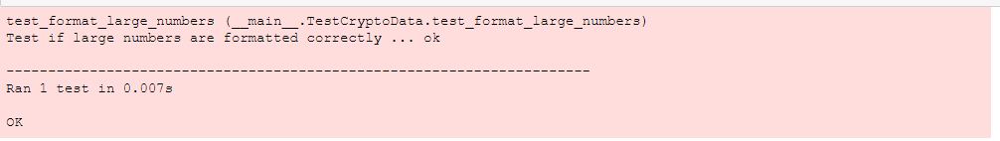 test_format_large_numbers (__main__.TestCryptoData.test_format_large_numbers)
Test if large numbers are formatted correctly ... ok
----------------------------------------------------------------------
Ran 1 test in 0.007s
OK